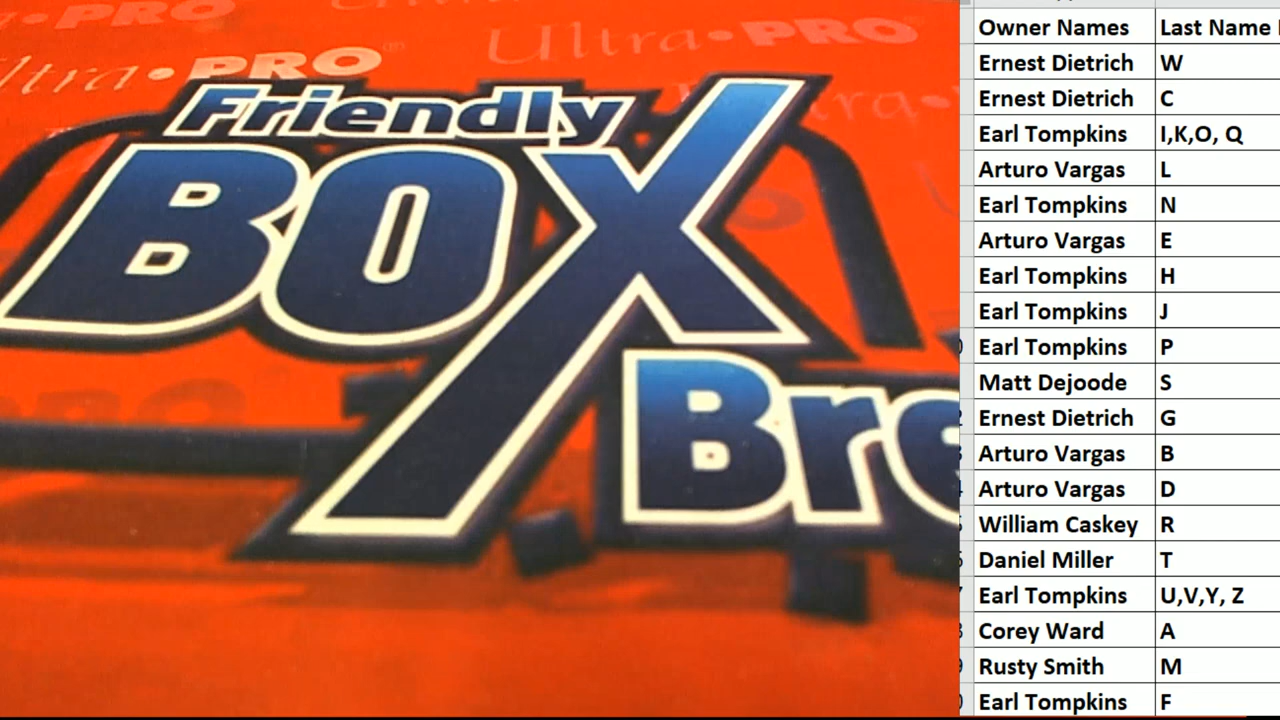 Ultra•PRO
Ultra•PRO
Friendly
BOX
Bre
Owner Names Last Name
Ernest Dietrich W
Ernest Dietrich C
Earl Tompkins I,K,O, Q
Arturo Vargas L
Earl Tompkins N
Arturo Vargas E
Earl Tompkins H
Earl Tompkins J
Earl Tompkins P
Matt Dejoode S
Ernest Dietrich G
Arturo Vargas B
Arturo Vargas D
William Caskey R
Daniel Miller T
Earl Tompkins U,V,Y, Z
Corey Ward A
Rusty Smith M
Earl Tompkins F